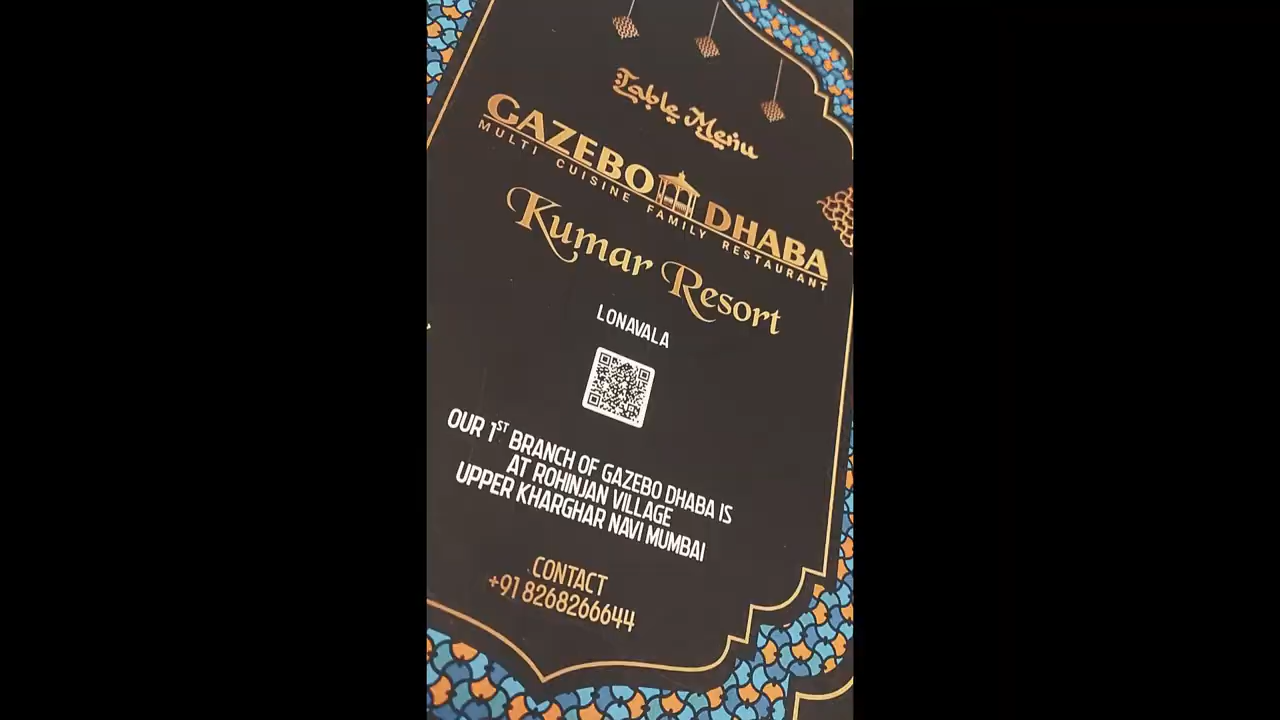 Table Menu
GAZEBO DHABA
MULTI CUISINE FAMILY RESTAURANT
Kumar Resort
LONAVALA
OUR 1ST BRANCH OF GAZEBO DHABA IS
AT ROHINJAN VILLAGE
UPPER KHARGHAR NAVI MUMBAI
CONTACT
+91 8268266644